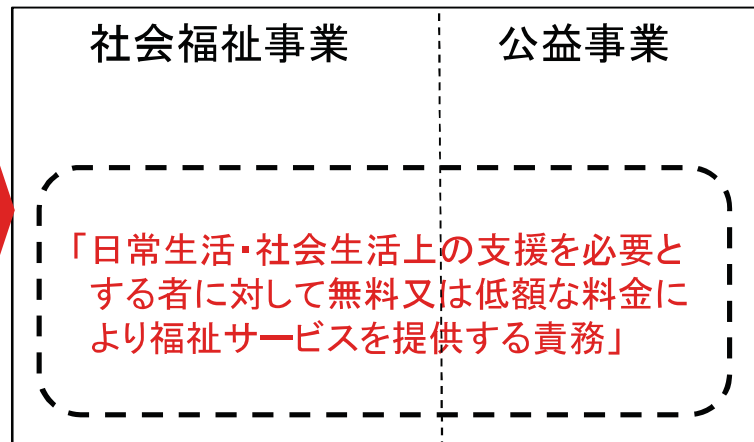 社会福祉事業
公益事業
「日常生活・社会生活上の支援を必要と
する者に対して無料又は低額な料金に
より福祉サービスを提供する責務」